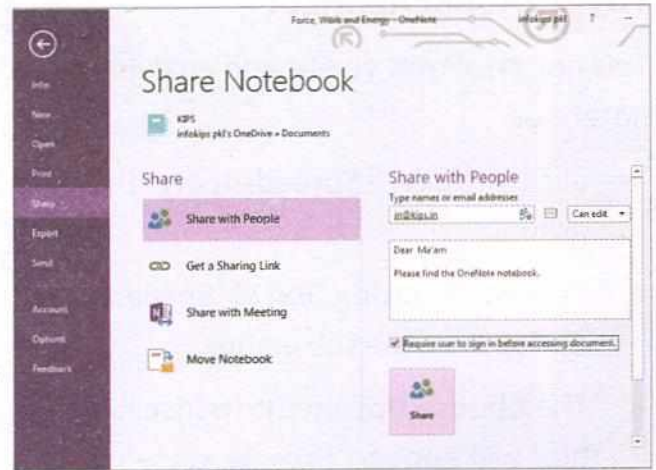 Force, Work and Energy - OneNote
infokips pkl
?
Info
New
Open
Print
Share
Export
Send
Account
Options
Feedback
Share Notebook
KIPS
infokips pkl's OneDrive » Documents
Share
Share with People
Get a Sharing Link
Share with Meeting
Move Notebook
Share with People
Type names or email addresses
Can edit
Dear Ma'am
Please find the OneNote notebook.
Require user to sign in before accessing document.
Share